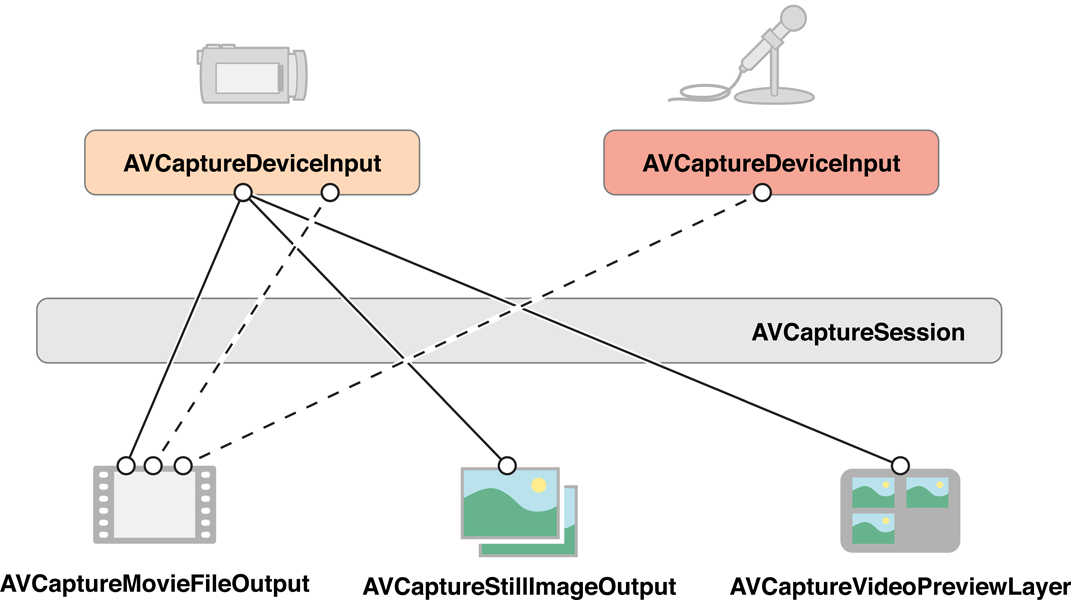 AVCaptureDeviceInput
AVCaptureDeviceInput
AVCaptureSession
AVCaptureMovieFileOutput
AVCaptureStillImageOutput
AVCaptureVideoPreviewLayer